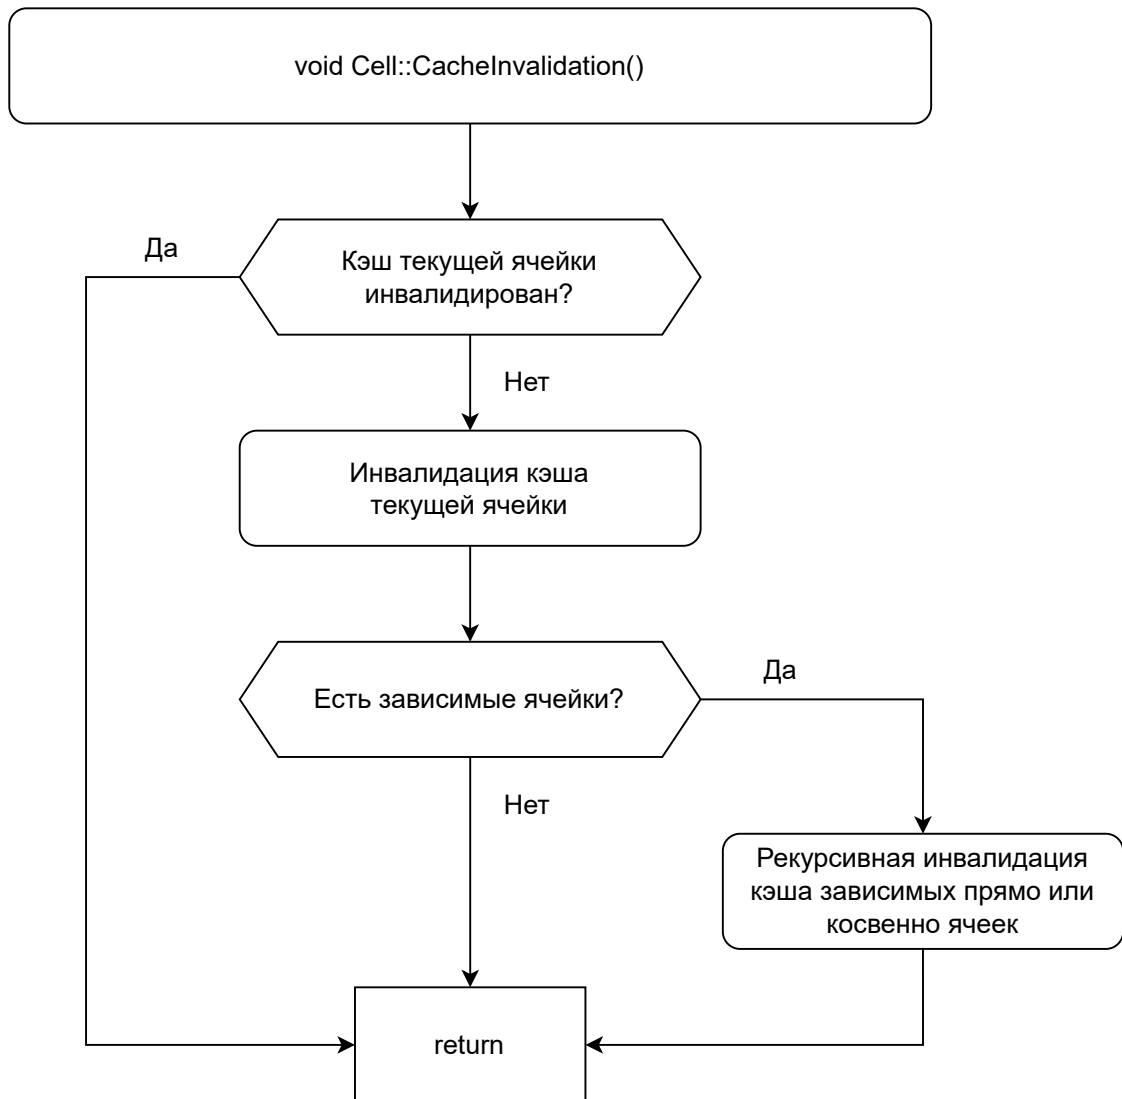 void Cell::CacheInvalidation()
Да
Кэш текущей ячейки
инвалидирован?
Нет
Инвалидация кэша
текущей ячейки
Да
Есть зависимые ячейки?
Нет
Рекурсивная инвалидация
кэша зависимых прямо или
косвенно ячеек
return